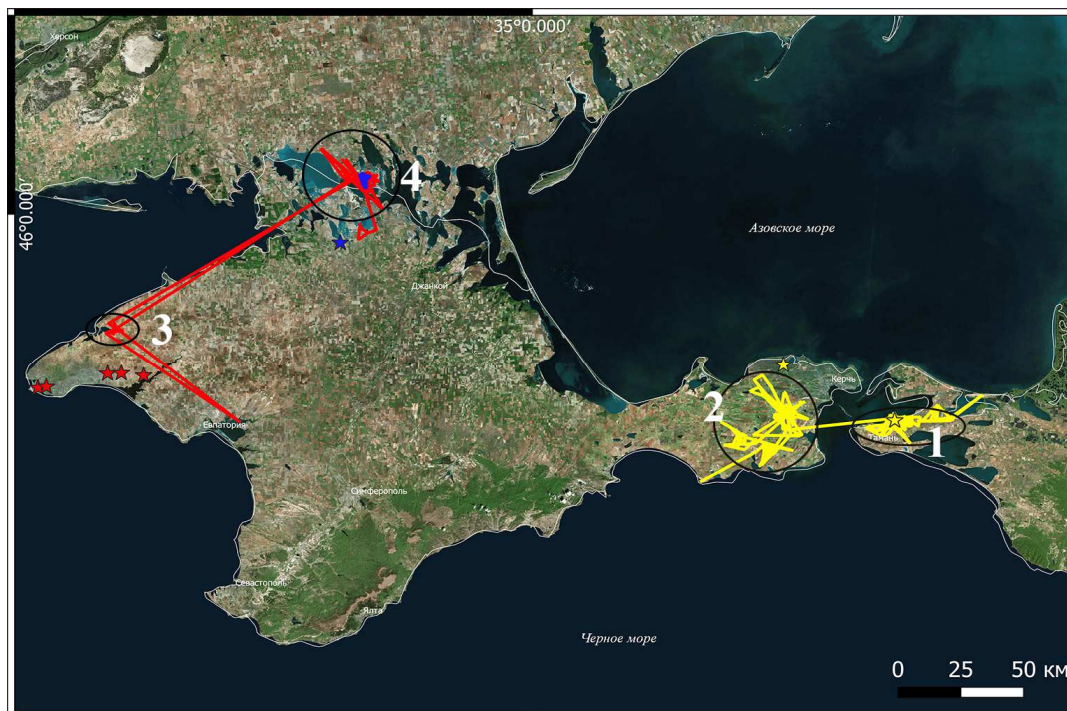 35°0.000'
Херсон
4
46°0.000'
Азовское море
Джанкой
3
Керчь
2
Евпатория
Тамань
1
Симферополь
Севастополь
Ялта
Черное море
0 25 50 км